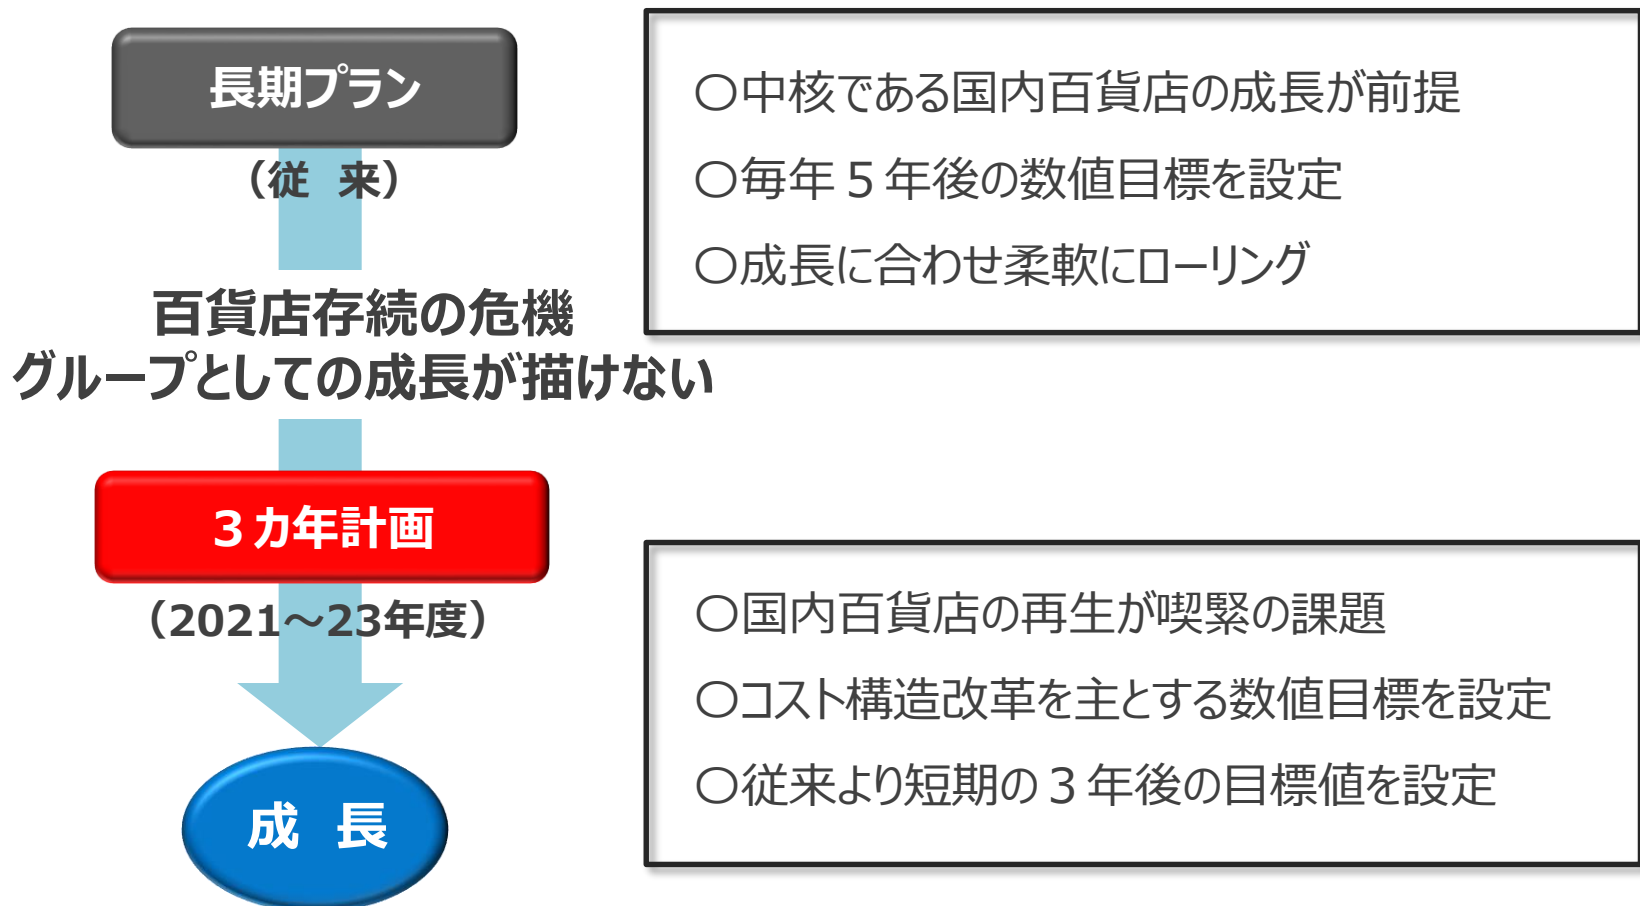 長期プラン
（従　来）
〇中核である国内百貨店の成長が前提
〇毎年５年後の数値目標を設定
〇成長に合わせ柔軟にローリング
百貨店存続の危機
グループとしての成長が描けない
３カ年計画
（2021～23年度）
〇国内百貨店の再生が喫緊の課題
〇コスト構造改革を主とする数値目標を設定
〇従来より短期の３年後の目標値を設定
成　長